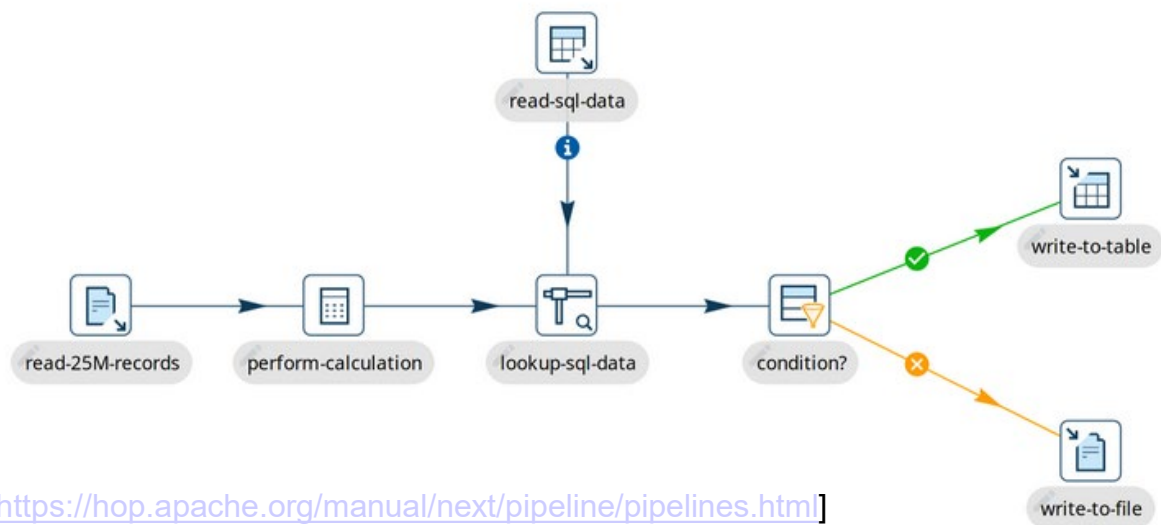 read-sql-data
write-to-table
read-25M-records
perform-calculation
lookup-sql-data
condition?
https://hop.apache.org/manual/next/pipeline/pipelines.html]
write-to-file